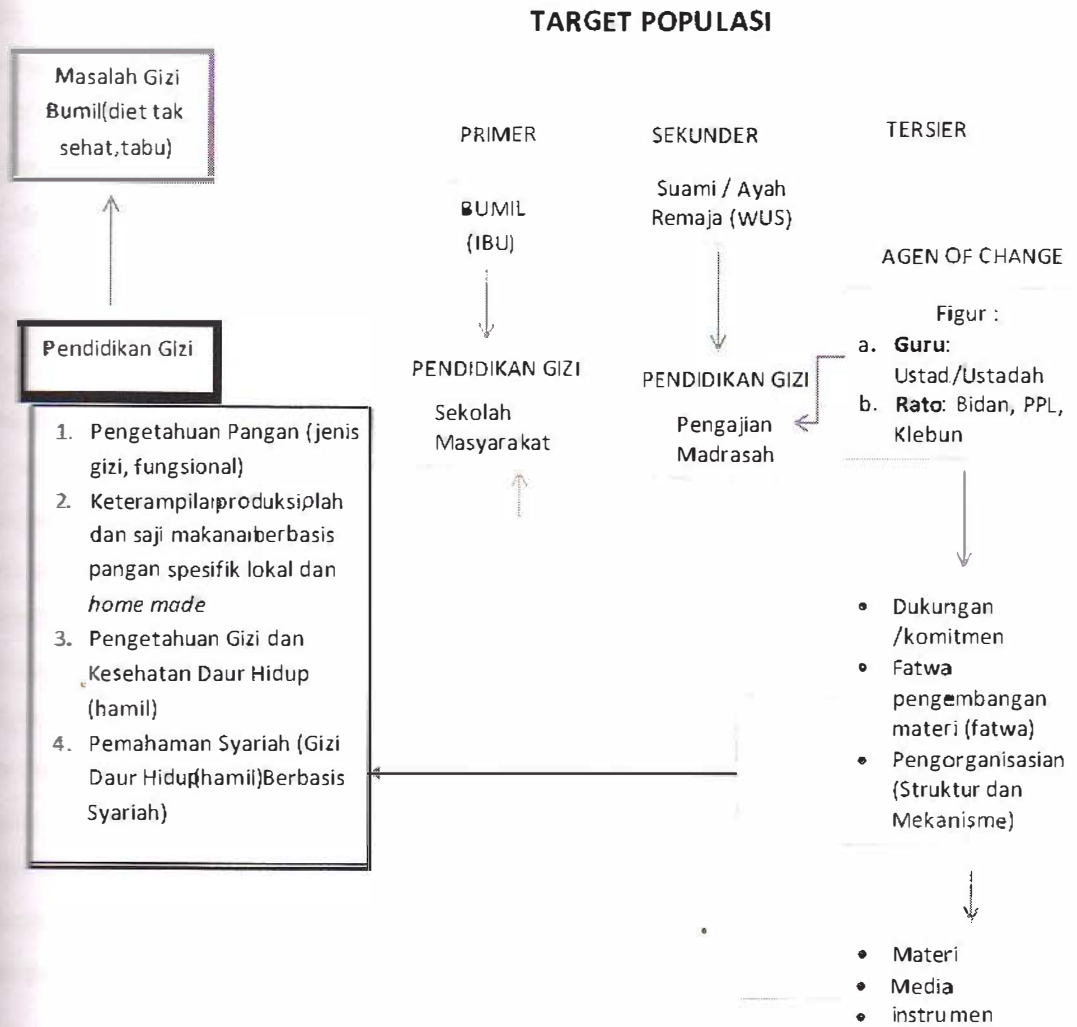 TARGET POPULASI
Masalah Gizi
Bumil(diet tak
sehat,tabu)
Pendidikan Gizi
1. Pengetahuan Pangan (jenis
gizi, fungsional)
2. Keterampilanproduksiolah
dan saji makananberbasis
pangan spesifik lokal dan
home made
3. Pengetahuan Gizi dan
Kesehatan Daur Hidup
(hamil)
4. Pemahaman Syariah (Gizi
Daur Hidup(hamil)Berbasis
Syariah)
PRIMER
BUMIL
(IBU)
PENDIDIKAN GIZI
Sekolah
Masyarakat
SEKUNDER
Suami / Ayah
Remaja (WUS)
PENDIDIKAN GIZI
Pengajian
Madrasah
TERSIER
AGEN OF CHANGE
Figur :
a. Guru:
Ustad./Ustadah
b. Rato: Bidan, PPL,
Klebun
• Dukungan
/komitmen
• Fatwa
pengembangan
materi (fatwa)
• Pengorganisasian
(Struktur dan
Mekanisme)
• Materi
• Media
• instrumen